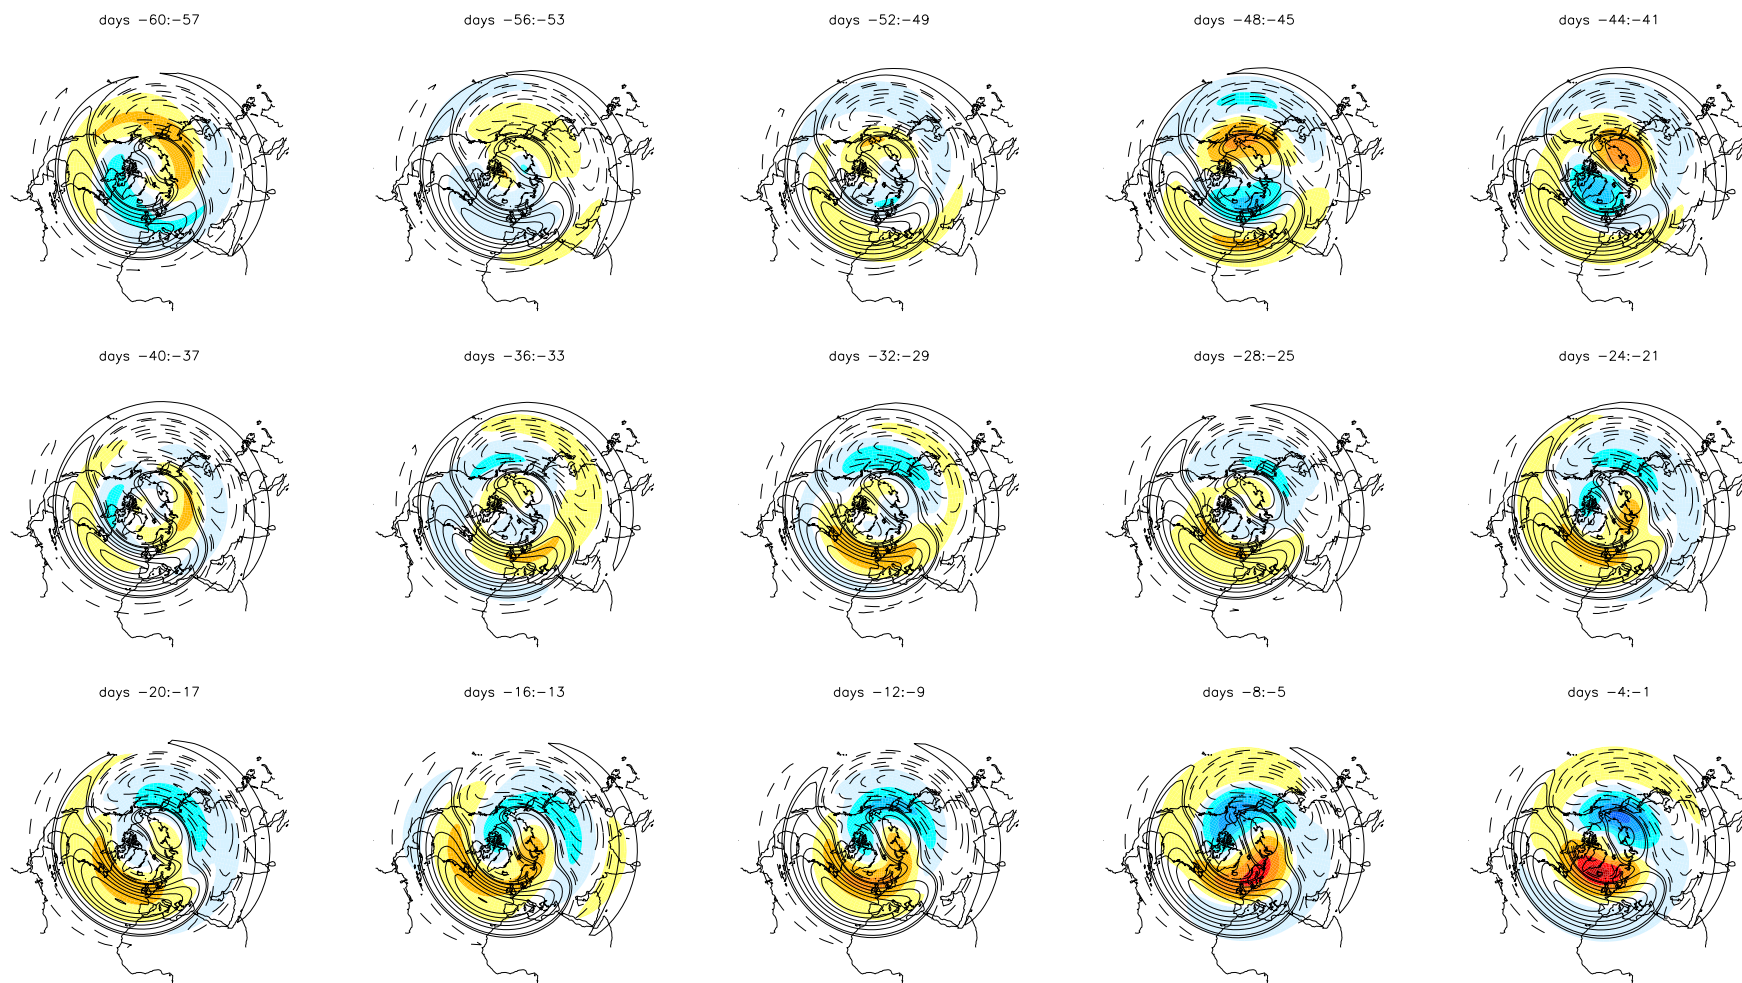 days −60:−57
days −56:−53
days −52:−49
days −48:−45
days −44:−41
days −40:−37
days −36:−33
days −32:−29
days −28:−25
days −24:−21
days −20:−17
days −16:−13
days −12:−9
days −8:−5
days −4:−1